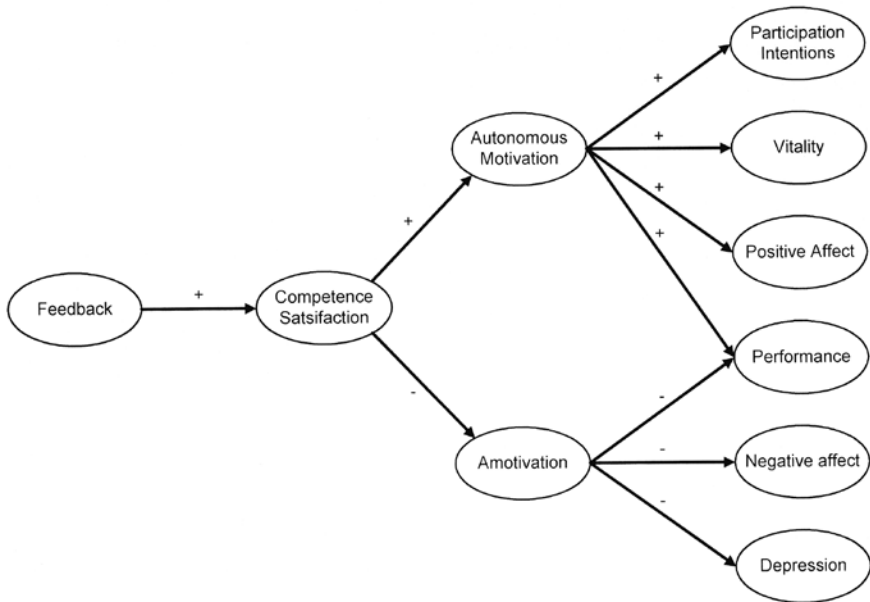 Participation
Intentions
+
Autonomous
Motivation
+
Vitality
+
+
Positive Affect
+
Feedback
+
Competence
Satsifaction
Performance
-
-
Amotivation
-
Negative affect
-
Depression